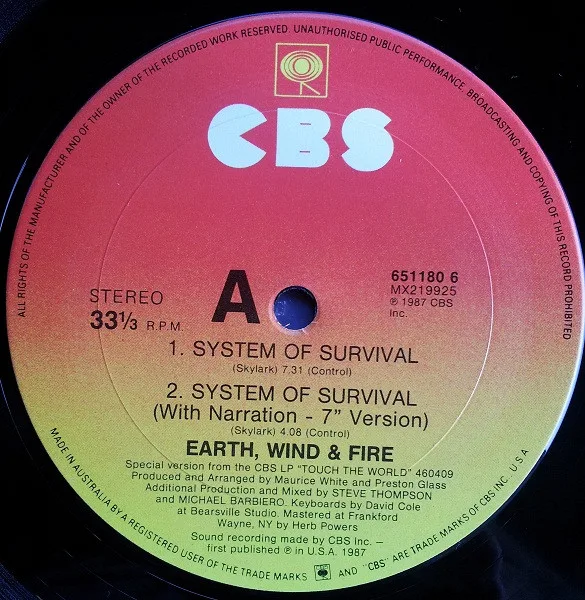 ALL RIGHTS OF THE MANUFACTURER AND OF THE OWNER OF THE RECORDED WORK RESERVED. UNAUTHORISED PUBLIC PERFORMANCE, BROADCASTING AND COPYING OF THIS RECORD PROHIBITED
CBS
STEREO
33⅓ R.P.M.
A
651180 6
MX219925
℗ 1987 CBS
Inc.
1. SYSTEM OF SURVIVAL
(Skylark) 7.31 (Control)
2. SYSTEM OF SURVIVAL
(With Narration - 7" Version)
(Skylark) 4.08 (Control)
EARTH, WIND & FIRE
Special version from the CBS LP "TOUCH THE WORLD" 460409
Produced and Arranged by Maurice White and Preston Glass
Additional Production and Mixed by STEVE THOMPSON
and MICHAEL BARBIERO. Keyboards by David Cole
at Bearsville Studio. Mastered at Frankford
Wayne, NY by Herb Powers
Sound recording made by CBS Inc. –
first published ℗ in U.S.A. 1987
MADE IN AUSTRALIA BY A REGISTERED USER OF THE TRADE MARKS AND "CBS" ARE TRADE MARKS OF CBS INC. U S A